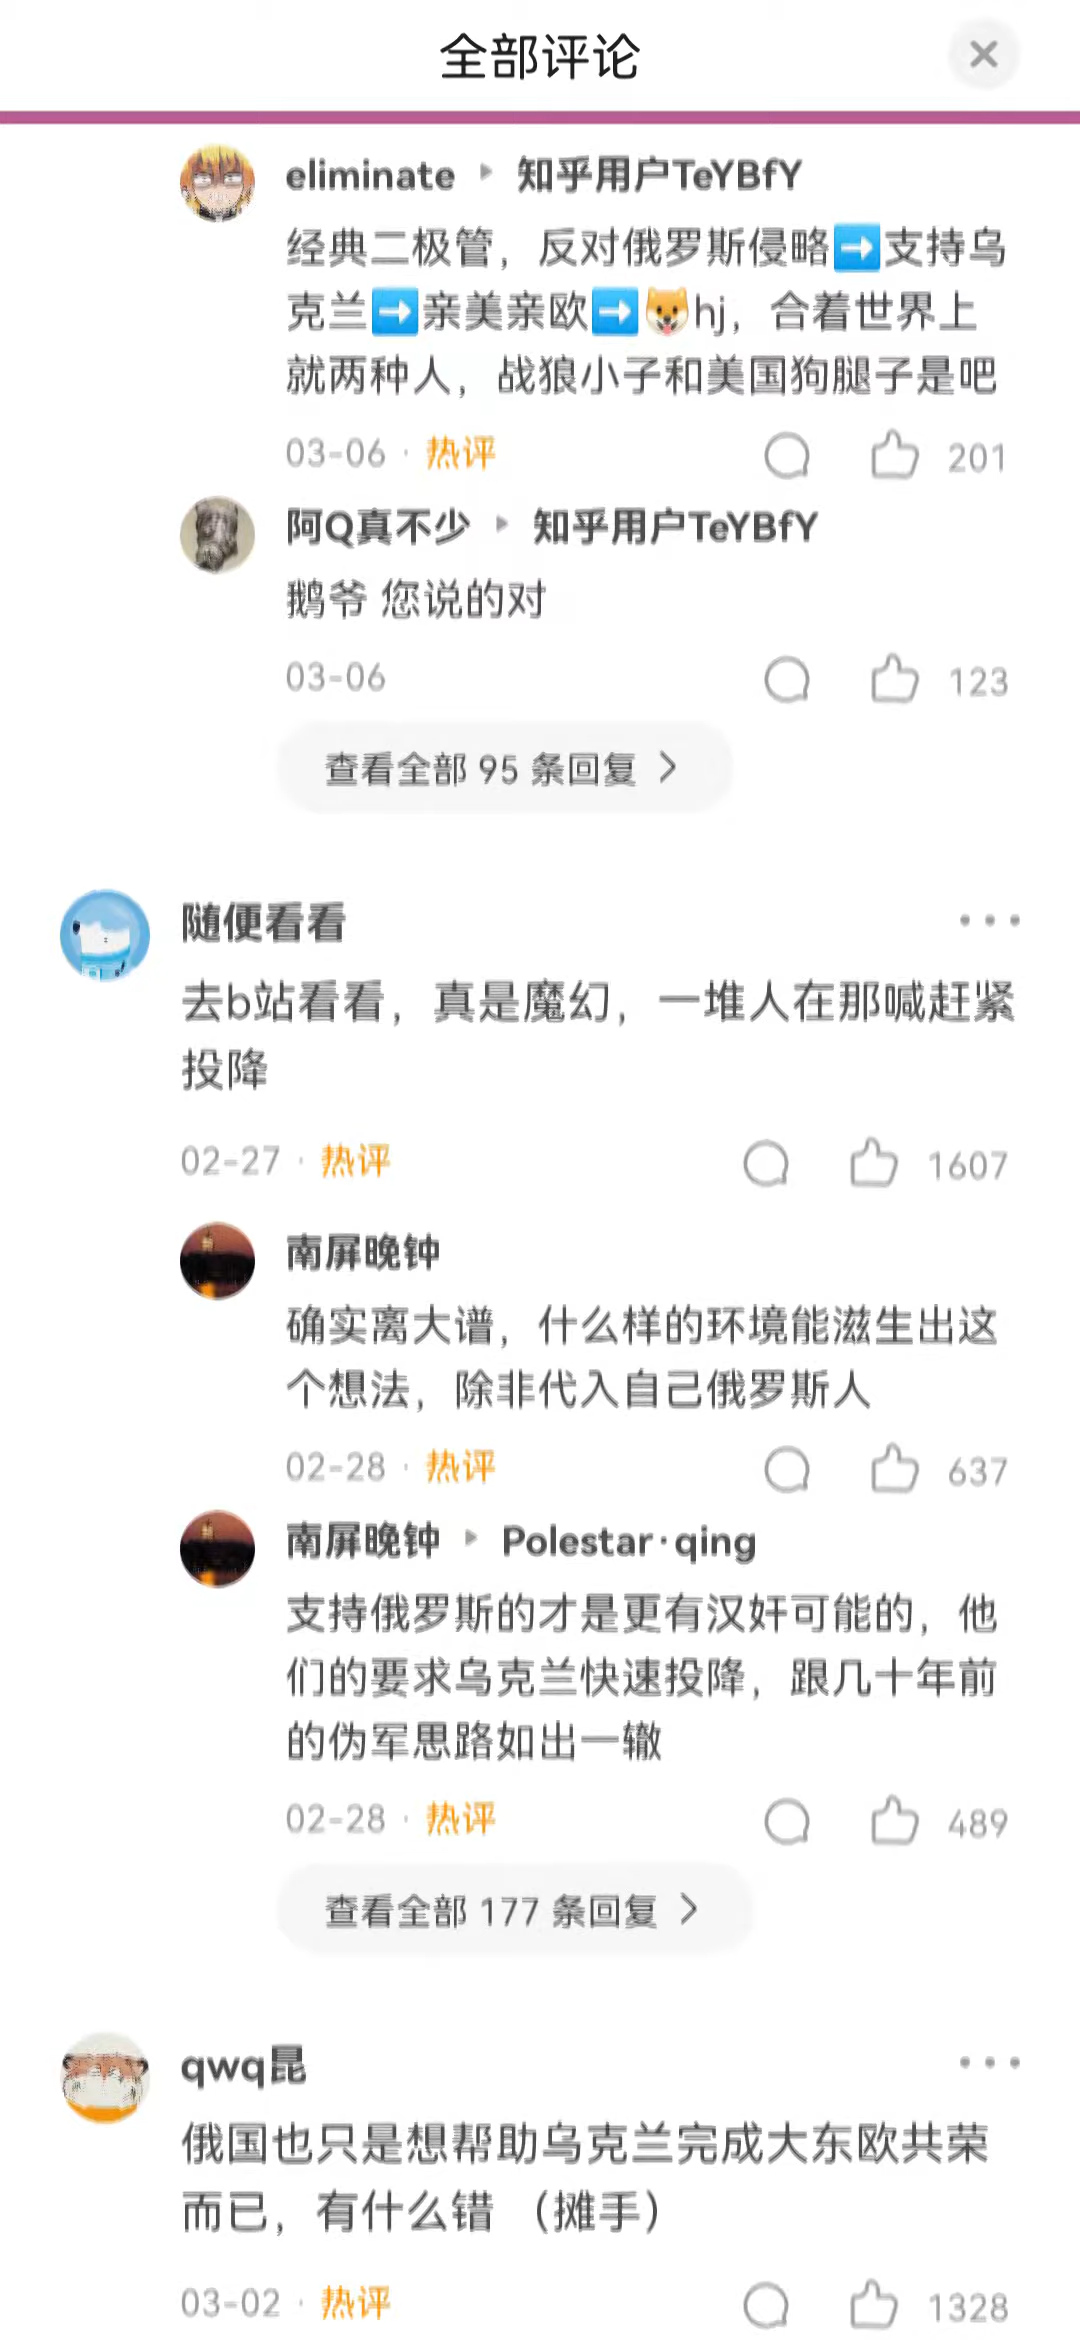 全部评论
eliminate ▸ 知乎用户TeYBfY
经典二极管，反对俄罗斯侵略➡️支持乌
克兰➡️亲美亲欧➡️🐶hj，合着世界上
就两种人，战狼小子和美国狗腿子是吧
03-06 · 热评 201
阿Q真不少 ▸ 知乎用户TeYBfY
鹅爷 您说的对
03-06 123
查看全部 95 条回复 >
随便看看
去b站看看，真是魔幻，一堆人在那喊赶紧
投降
02-27 · 热评 1607
南屏晚钟
确实离大谱，什么样的环境能滋生出这
个想法，除非代入自己俄罗斯人
02-28 · 热评 637
南屏晚钟 ▸ Polestar·qing
支持俄罗斯的才是更有汉奸可能的，他
们的要求乌克兰快速投降，跟几十年前
的伪军思路如出一辙
02-28 · 热评 489
查看全部 177 条回复 >
qwq昆
俄国也只是想帮助乌克兰完成大东欧共荣
而已，有什么错 （摊手）
03-02 · 热评 1328